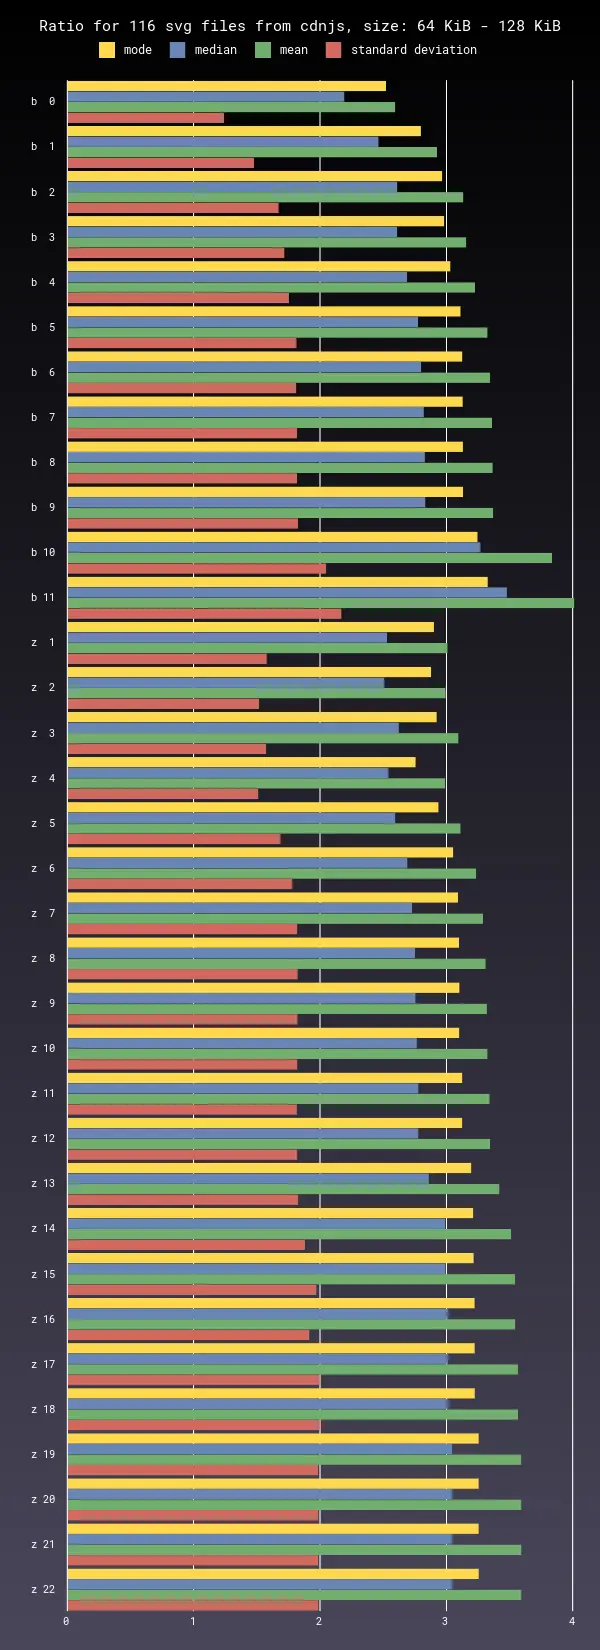 Ratio for 116 svg files from cdnjs, size: 64 KiB - 128 KiB
mode median mean standard deviation
b 0
b 1
b 2
b 3
b 4
b 5
b 6
b 7
b 8
b 9
b 10
b 11
z 1
z 2
z 3
z 4
z 5
z 6
z 7
z 8
z 9
z 10
z 11
z 12
z 13
z 14
z 15
z 16
z 17
z 18
z 19
z 20
z 21
z 22
0 1 2 3 4